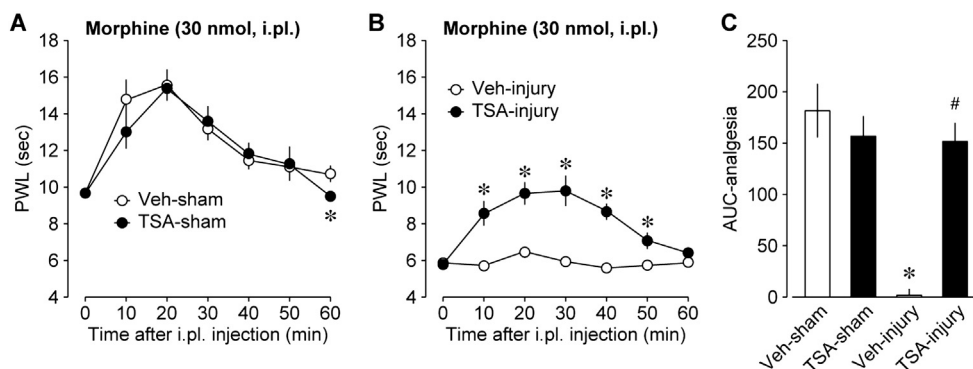 A
Morphine (30 nmol, i.pl.)
18
16
14
12
10
8
6
4
PWL (sec)
Veh-sham
TSA-sham
*
0 10 20 30 40 50 60
Time after i.pl. injection (min)
B
Morphine (30 nmol, i.pl.)
18
16
14
12
10
8
6
4
PWL (sec)
Veh-injury
TSA-injury
* * * * *
0 10 20 30 40 50 60
Time after i.pl. injection (min)
C
250
200
150
100
50
0
AUC-analgesia
*
#
Veh-sham
TSA-sham
Veh-injury
TSA-injury